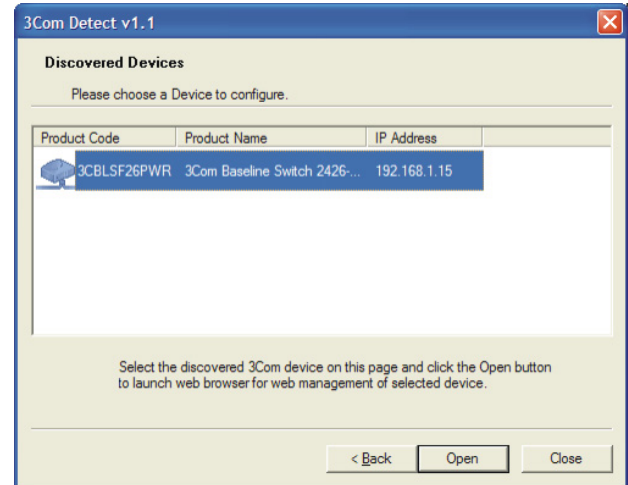 3Com Detect v1.1
Discovered Devices
Please choose a Device to configure.
Product Code Product Name IP Address
3CBLSF26PWR 3Com Baseline Switch 2426-... 192.168.1.15
Select the discovered 3Com device on this page and click the Open button
to launch web browser for web management of selected device.
< Back Open Close